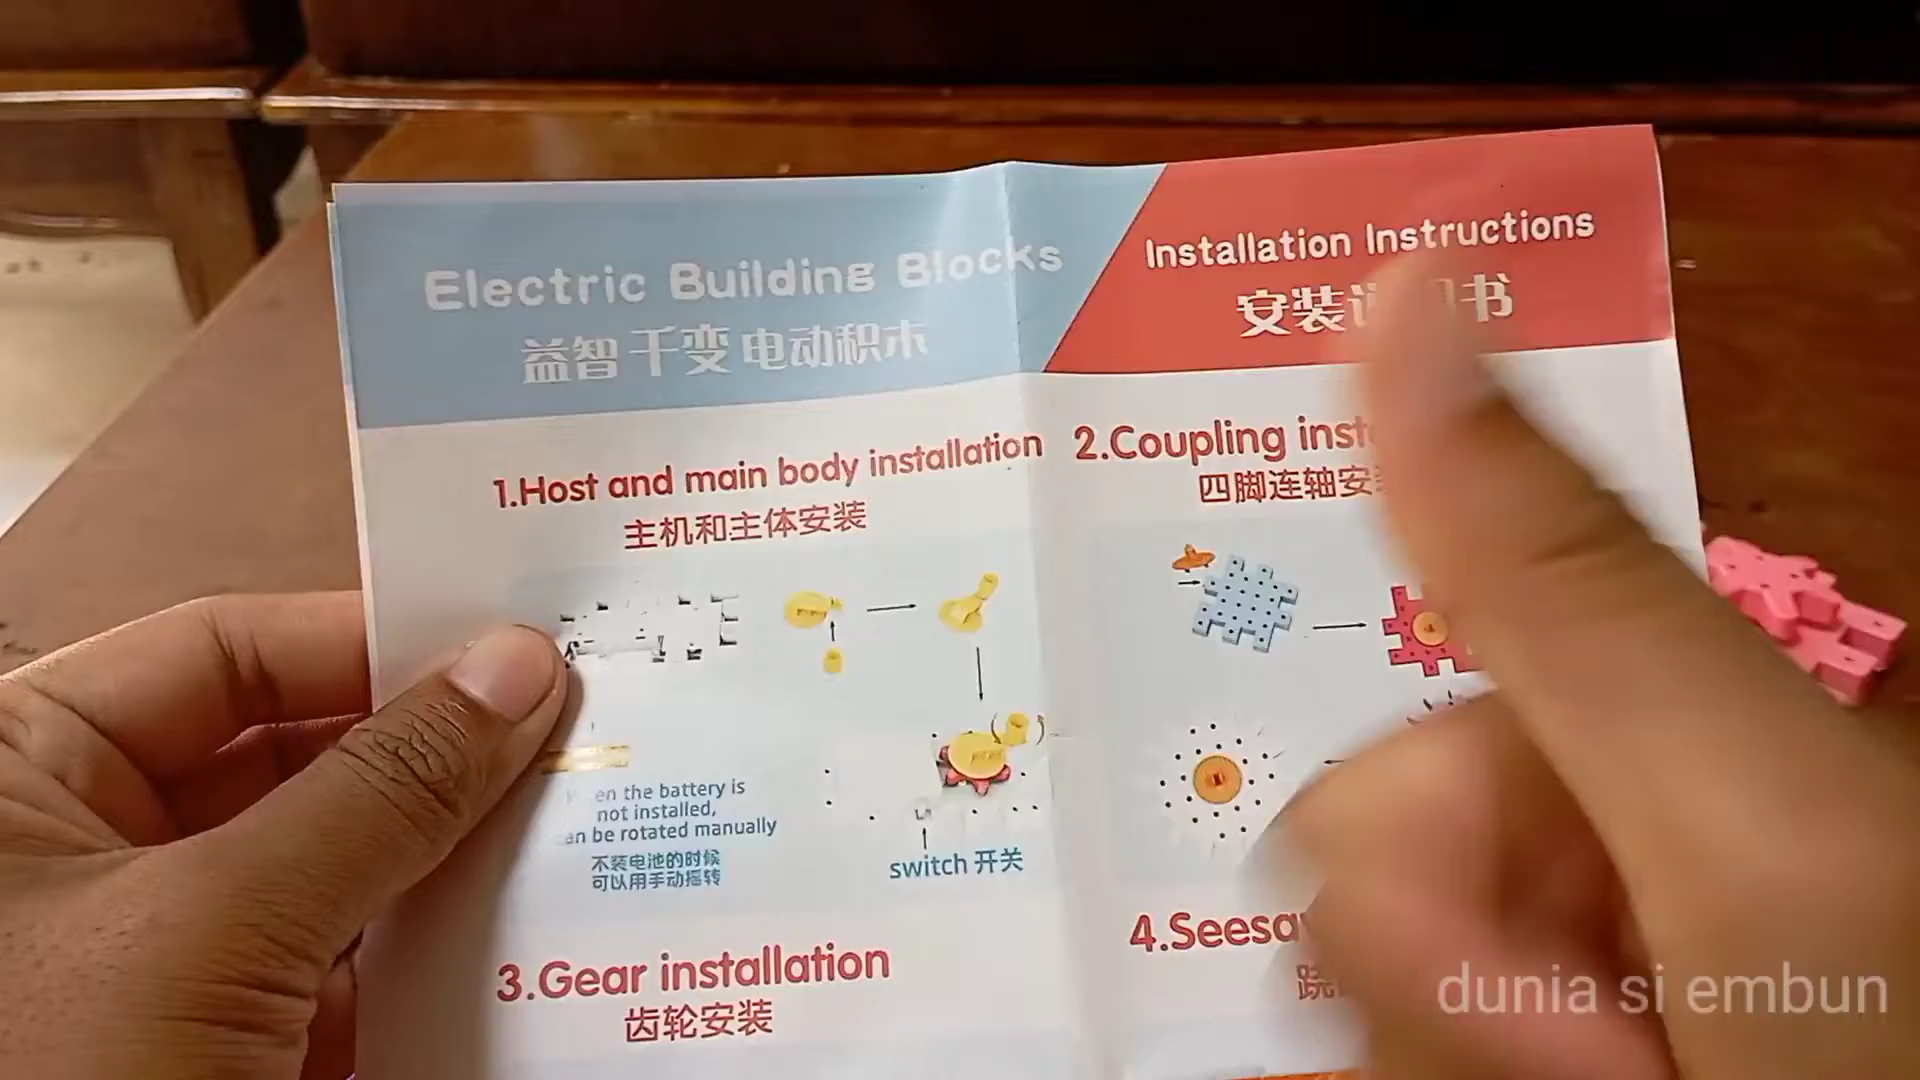 Electric Building Blocks
益智千变电动积木
Installation Instructions
安装 书
1.Host and main body installation
主机和主体安装
2.Coupling
四脚连轴安
en the battery is
not installed,
an be rotated manually
不装电池的时候
可以用手动摇转
switch 开关
3.Gear installation
齿轮安装
4.
dunia si embun